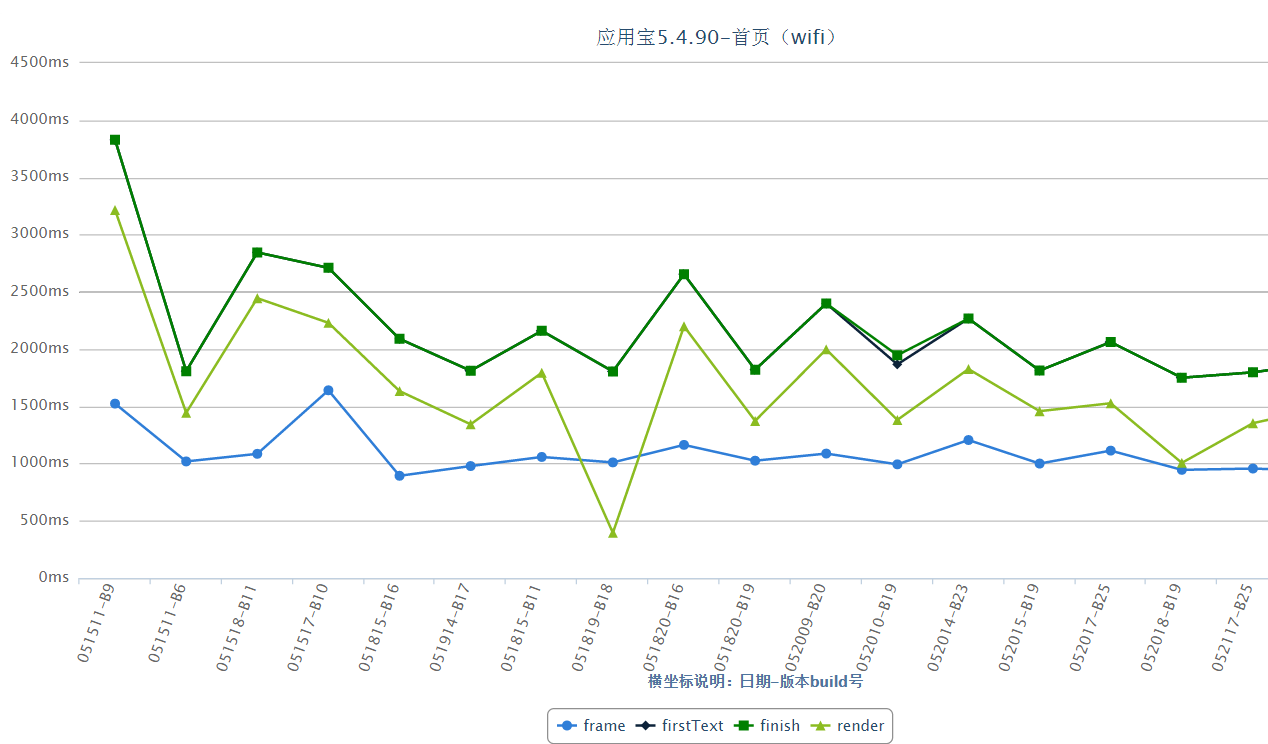 应用宝5.4.90-首页（wifi）
4500ms
4000ms
3500ms
3000ms
2500ms
2000ms
1500ms
1000ms
500ms
0ms
051511-B9
051511-B6
051518-B11
051517-B10
051815-B16
051914-B17
051815-B11
051819-B18
051820-B16
051820-B19
052009-B20
052010-B19
052014-B23
052015-B19
052017-B25
052018-B19
052117-B25
横坐标说明：日期-版本build号
frame firstText finish render